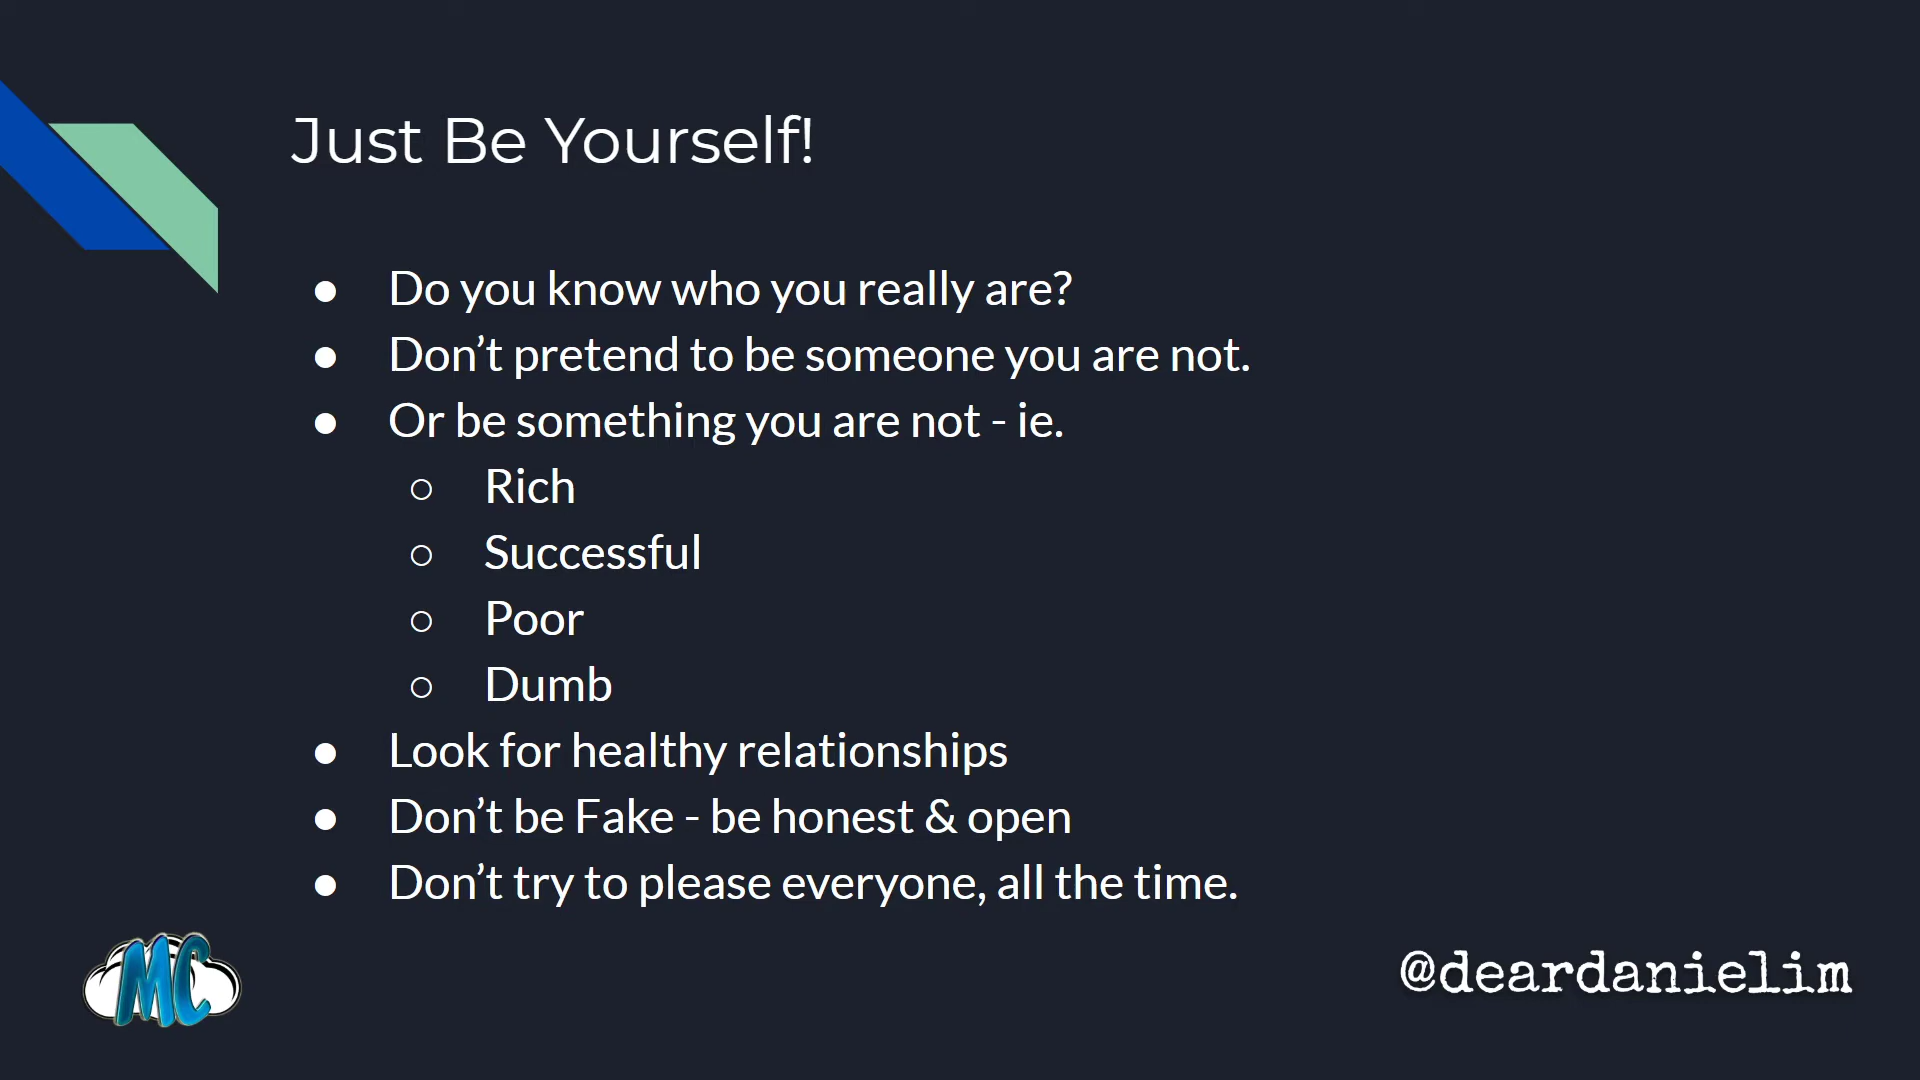 Just Be Yourself!
● Do you know who you really are?
● Don’t pretend to be someone you are not.
● Or be something you are not - ie.
○ Rich
○ Successful
○ Poor
○ Dumb
● Look for healthy relationships
● Don’t be Fake - be honest & open
● Don’t try to please everyone, all the time.
MC
@deardanielim